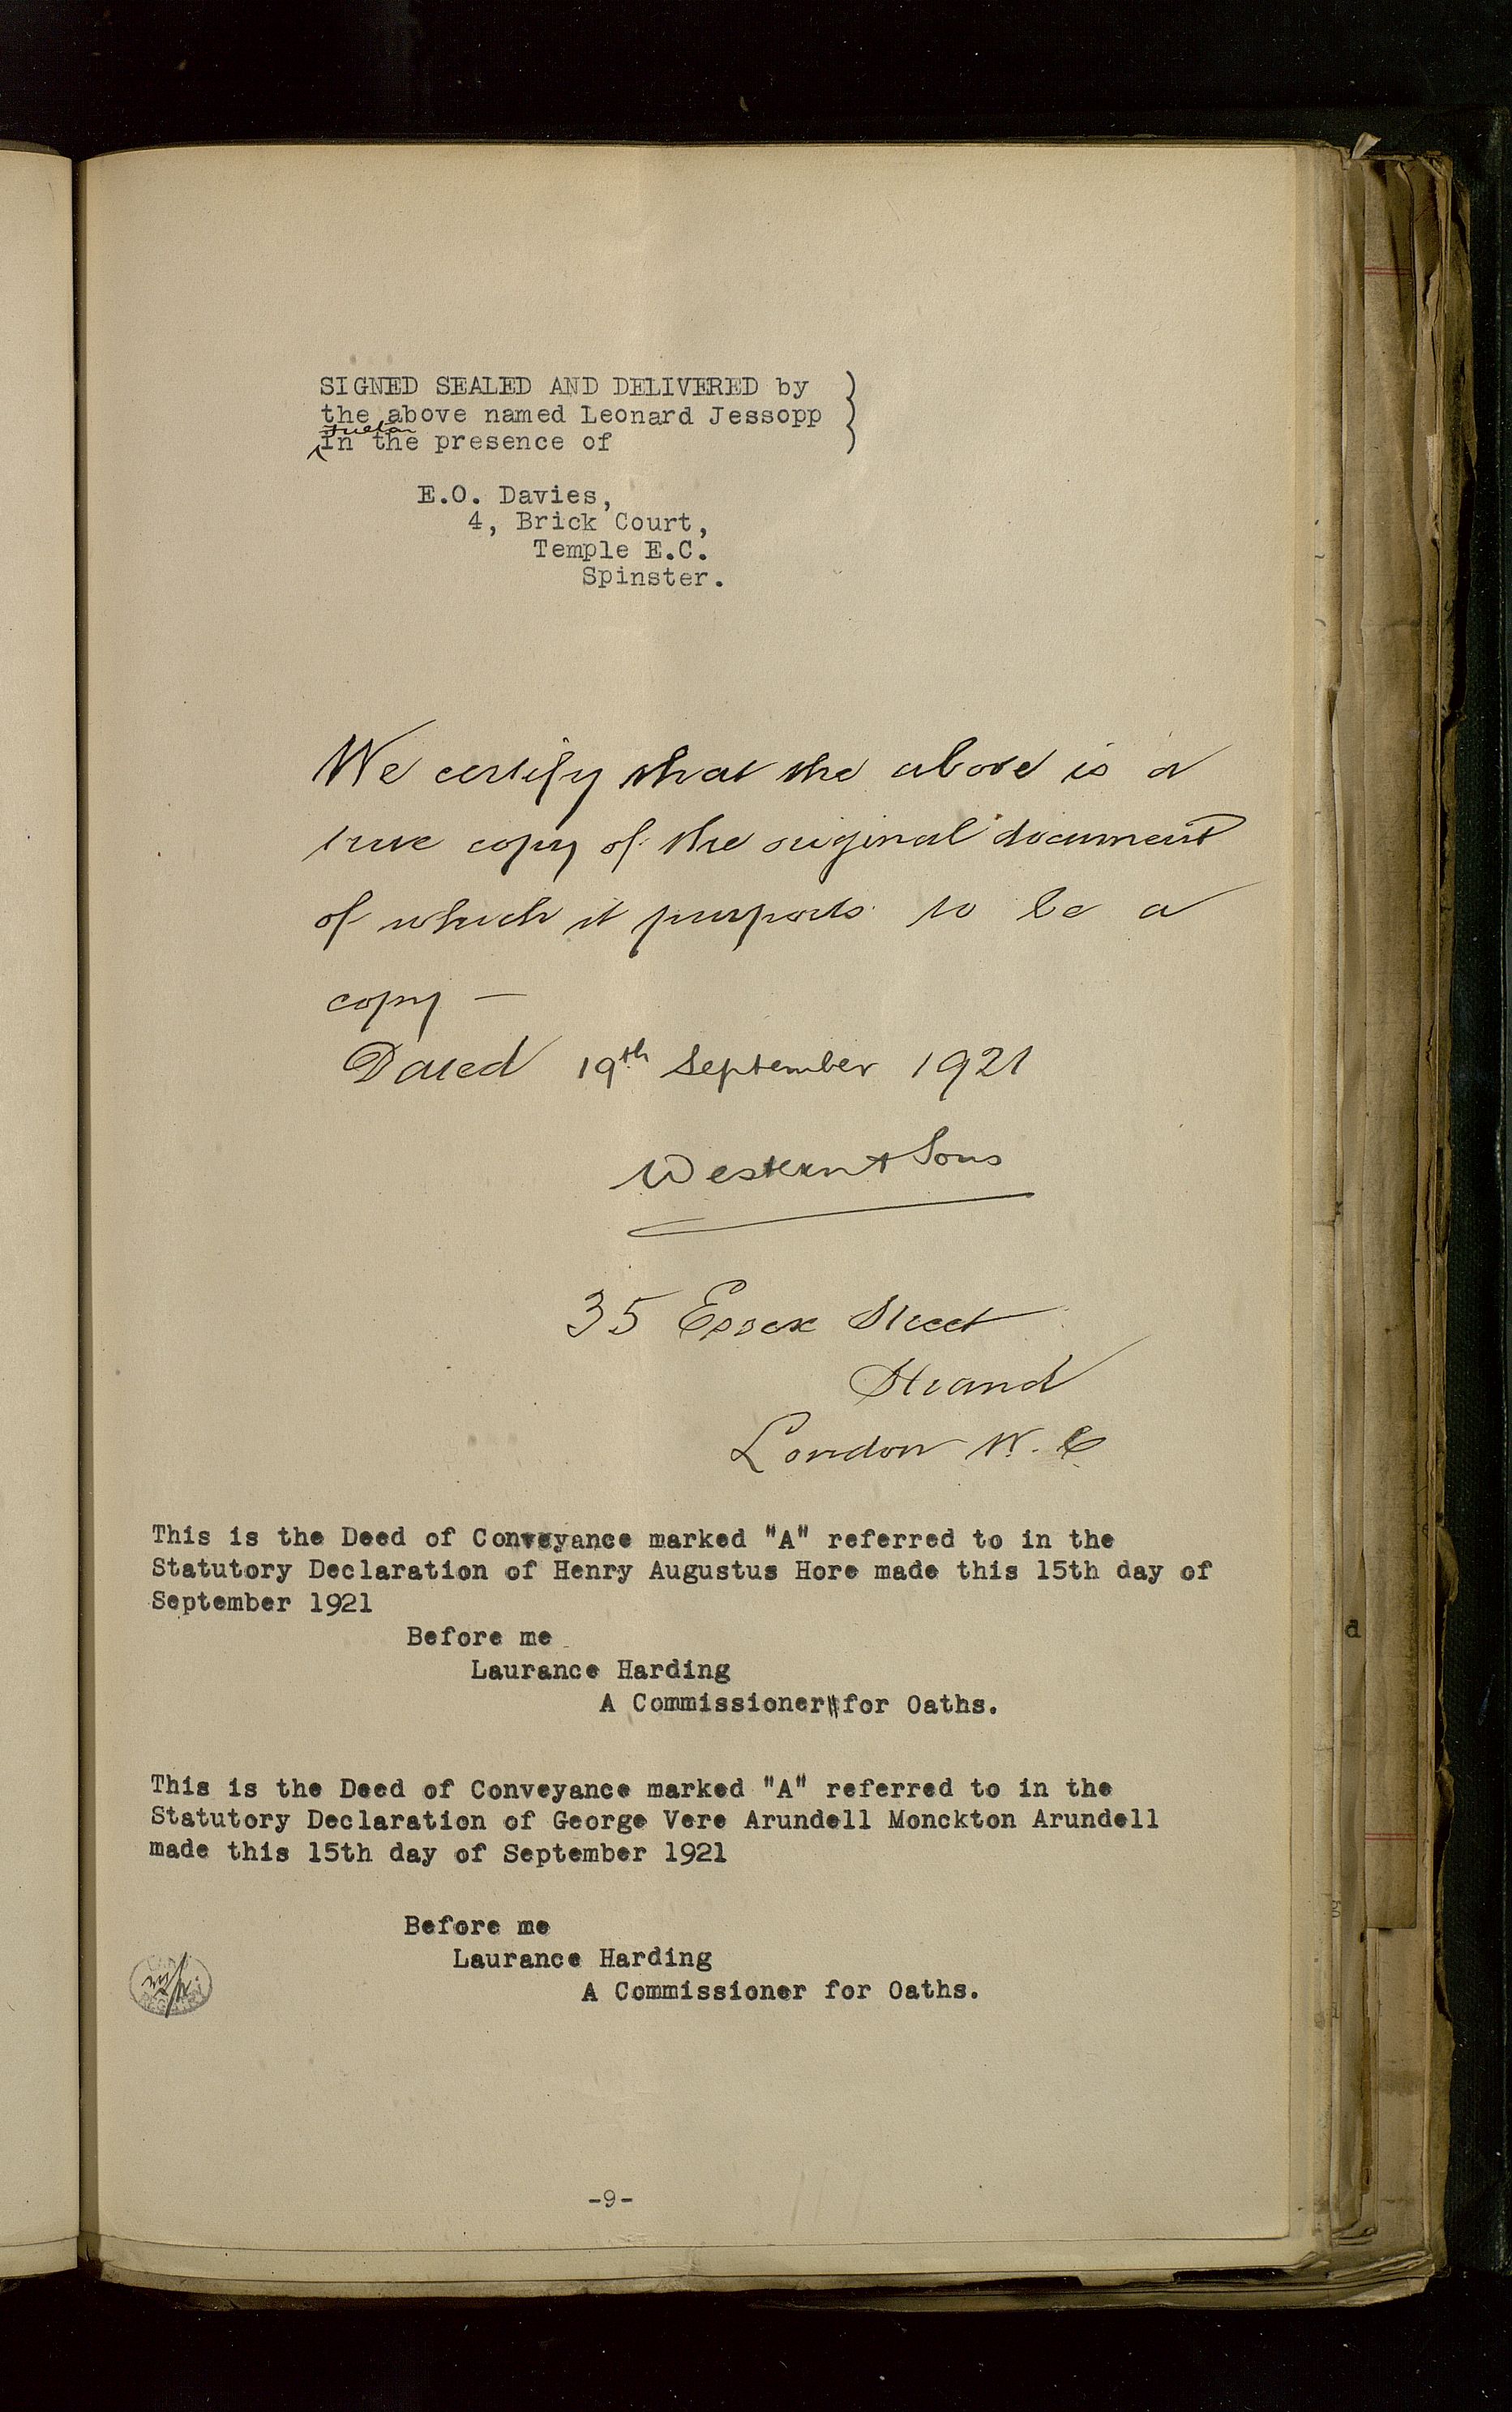 SIGNED SEALED AND DELIVERED by
the above named Leonard Jessopp
Fulton
In the presence of
E.O. Davies,
4, Brick Court,
Temple E.C.
Spinster.
We certify that the above is a
true copy of the original document
of which it purports to be a
copy —
Dated 19th September 1921
Western & Sons
35 Essex Street
Strand
London W.C
This is the Deed of Conveyance marked "A" referred to in the
Statutory Declaration of Henry Augustus Hore made this 15th day of
September 1921
Before me
Laurance Harding
A Commissioner for Oaths.
This is the Deed of Conveyance marked "A" referred to in the
Statutory Declaration of George Vere Arundell Monckton Arundell
made this 15th day of September 1921
Before me
Laurance Harding
A Commissioner for Oaths.
-9-